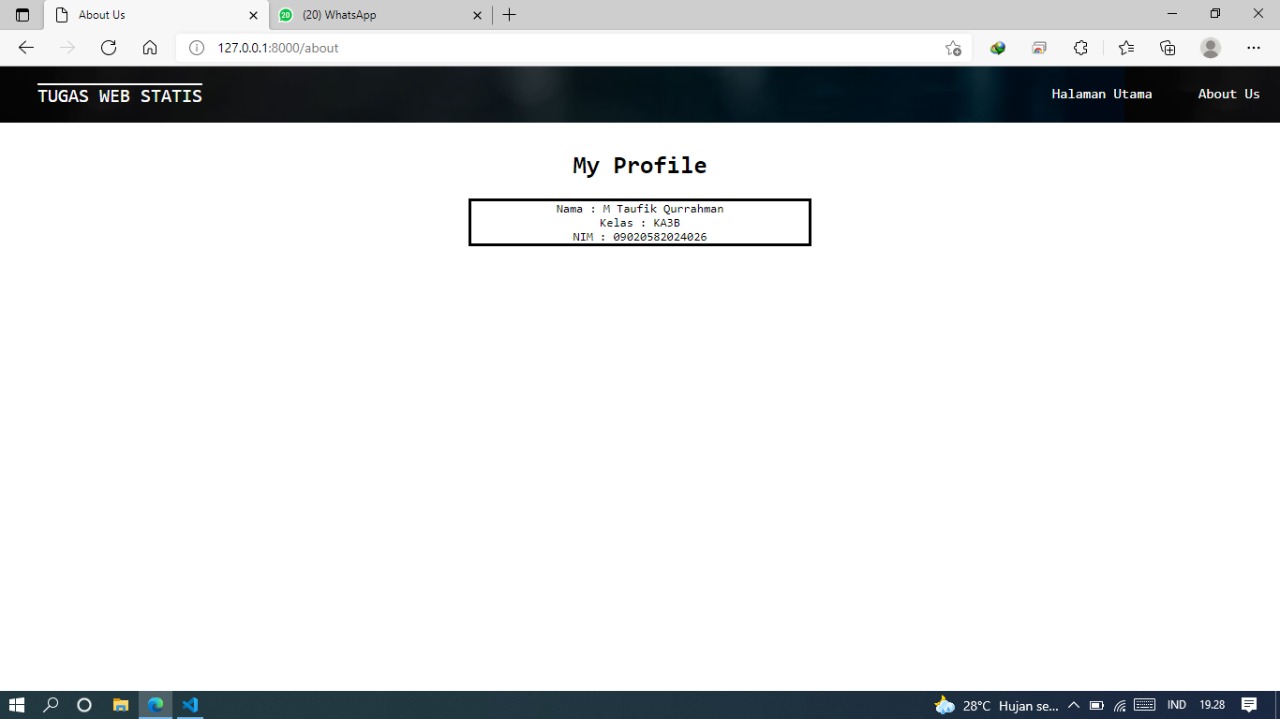 About Us
20 (20) WhatsApp
127.0.0.1:8000/about
TUGAS WEB STATIS
Halaman Utama
About Us
My Profile
Nama : M Taufik Qurrahman
Kelas : KA3B
NIM : 09020582024026
28°C Hujan se... IND 19.28